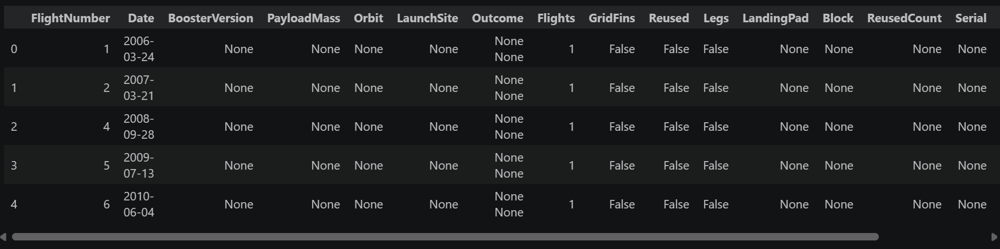 FlightNumber Date BoosterVersion PayloadMass Orbit LaunchSite Outcome Flights GridFins Reused Legs LandingPad Block ReusedCount Serial
0 1 2006-03-24 None None None None None None 1 False False False None None None None
1 2 2007-03-21 None None None None None None 1 False False False None None None None
2 4 2008-09-28 None None None None None None 1 False False False None None None None
3 5 2009-07-13 None None None None None None 1 False False False None None None None
4 6 2010-06-04 None None None None None None 1 False False False None None None None